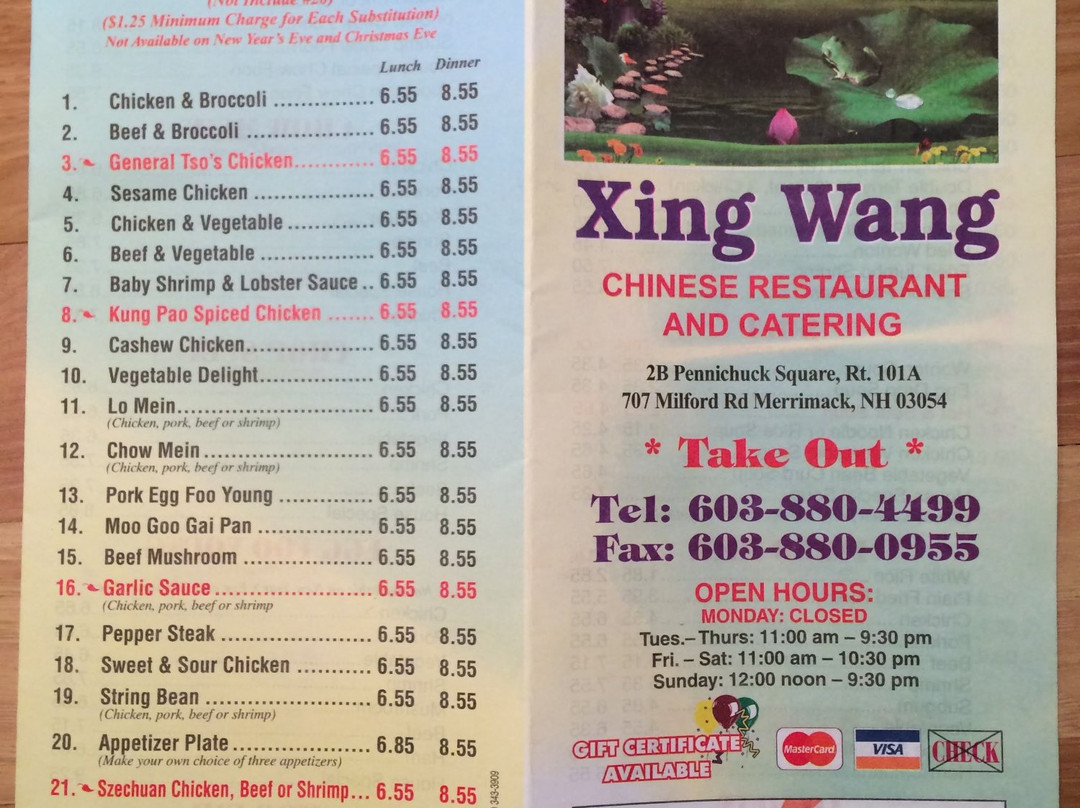 (Not Include #20)
($1.25 Minimum Charge for Each Substitution)
Not Available on New Year's Eve and Christmas Eve
Lunch Dinner
1. Chicken & Broccoli ............... 6.55 8.55
2. Beef & Broccoli ................... 6.55 8.55
3. General Tso's Chicken............ 6.55 8.55
4. Sesame Chicken ................... 6.55 8.55
5. Chicken & Vegetable ............. 6.55 8.55
6. Beef & Vegetable .................. 6.55 8.55
7. Baby Shrimp & Lobster Sauce .. 6.55 8.55
8. Kung Pao Spiced Chicken ....... 6.55 8.55
9. Cashew Chicken.................... 6.55 8.55
10. Vegetable Delight................. 6.55 8.55
11. Lo Mein.............................. 6.55 8.55
(Chicken, pork, beef or shrimp)
12. Chow Mein .......................... 6.55 8.55
(Chicken, pork, beef or shrimp)
13. Pork Egg Foo Young .............. 6.55 8.55
14. Moo Goo Gai Pan .................. 6.55 8.55
15. Beef Mushroom .................... 6.55 8.55
16. Garlic Sauce ........................ 6.55 8.55
(Chicken, pork, beef or shrimp
17. Pepper Steak ....................... 6.55 8.55
18. Sweet & Sour Chicken ............ 6.55 8.55
19. String Bean .......................... 6.55 8.55
(Chicken, pork, beef or shrimp)
20. Appetizer Plate ..................... 6.85 8.55
(Make your own choice of three appetizers)
21. Szechuan Chicken, Beef or Shrimp... 6.55 8.55
343-3909
Xing Wang
CHINESE RESTAURANT
AND CATERING
2B Pennichuck Square, Rt. 101A
707 Milford Rd Merrimack, NH 03054
* Take Out *
Tel: 603-880-4499
Fax: 603-880-0955
OPEN HOURS:
MONDAY: CLOSED
Tues.– Thurs: 11:00 am – 9:30 pm
Fri. – Sat: 11:00 am – 10:30 pm
Sunday: 12:00 noon – 9:30 pm
GIFT CERTIFICATE
AVAILABLE
MasterCard
VISA
CHECK